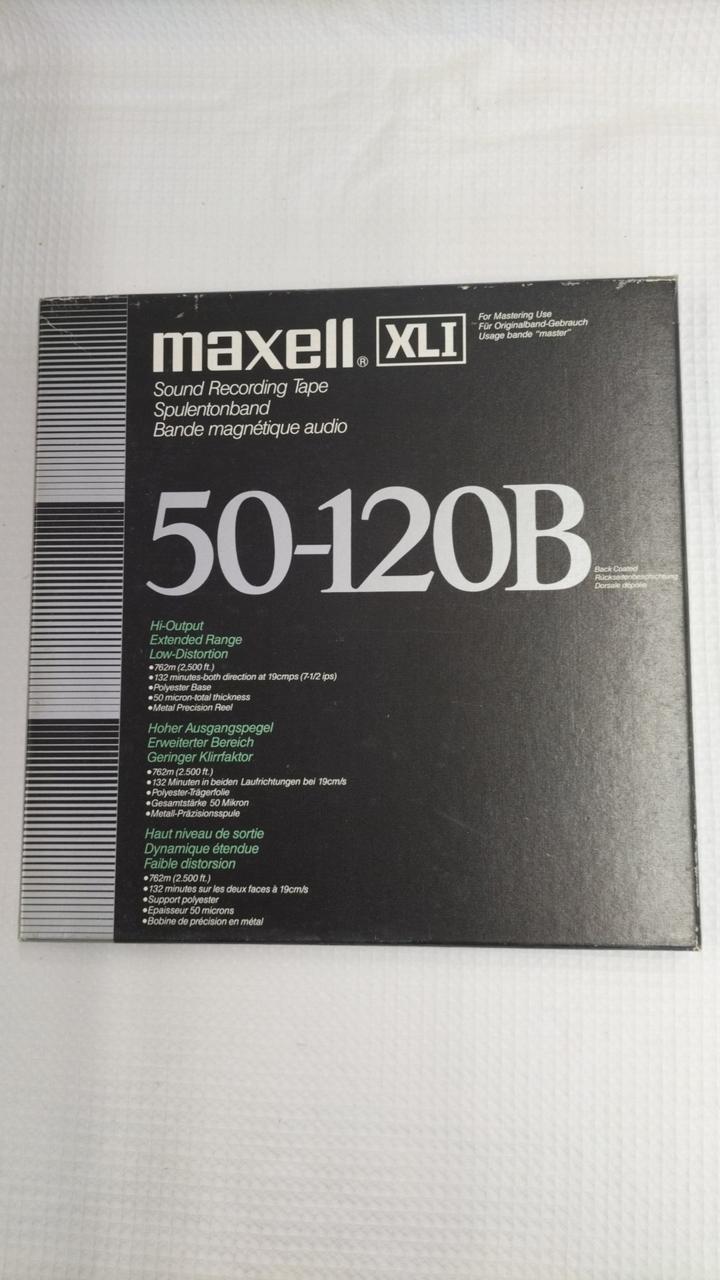 maxell® XLI
For Mastering Use
Für Originalband-Gebrauch
Usage bande "master"
Sound Recording Tape
Spulentonband
Bande magnétique audio
50-120B
Back Coated
Rückseitenbeschichtung
Dorsale dépolie
Hi-Output
Extended Range
Low-Distortion
•762m (2,500 ft.)
•132 minutes-both direction at 19cmps (7-1/2 ips)
•Polyester Base
•50 micron-total thickness
•Metal Precision Reel
Hoher Ausgangspegel
Erweiterter Bereich
Geringer Klirrfaktor
•762m (2.500 ft.)
•132 Minuten in beiden Laufrichtungen bei 19cm/s
•Polyester-Trägerfolie
•Gesamtstärke 50 Mikron
•Metall-Präzisionsspule
Haut niveau de sortie
Dynamique étendue
Faible distorsion
•762m (2.500 ft.)
•132 minutes sur les deux faces à 19cm/s
•Support polyester
•Epaisseur 50 microns
•Bobine de précision en métal